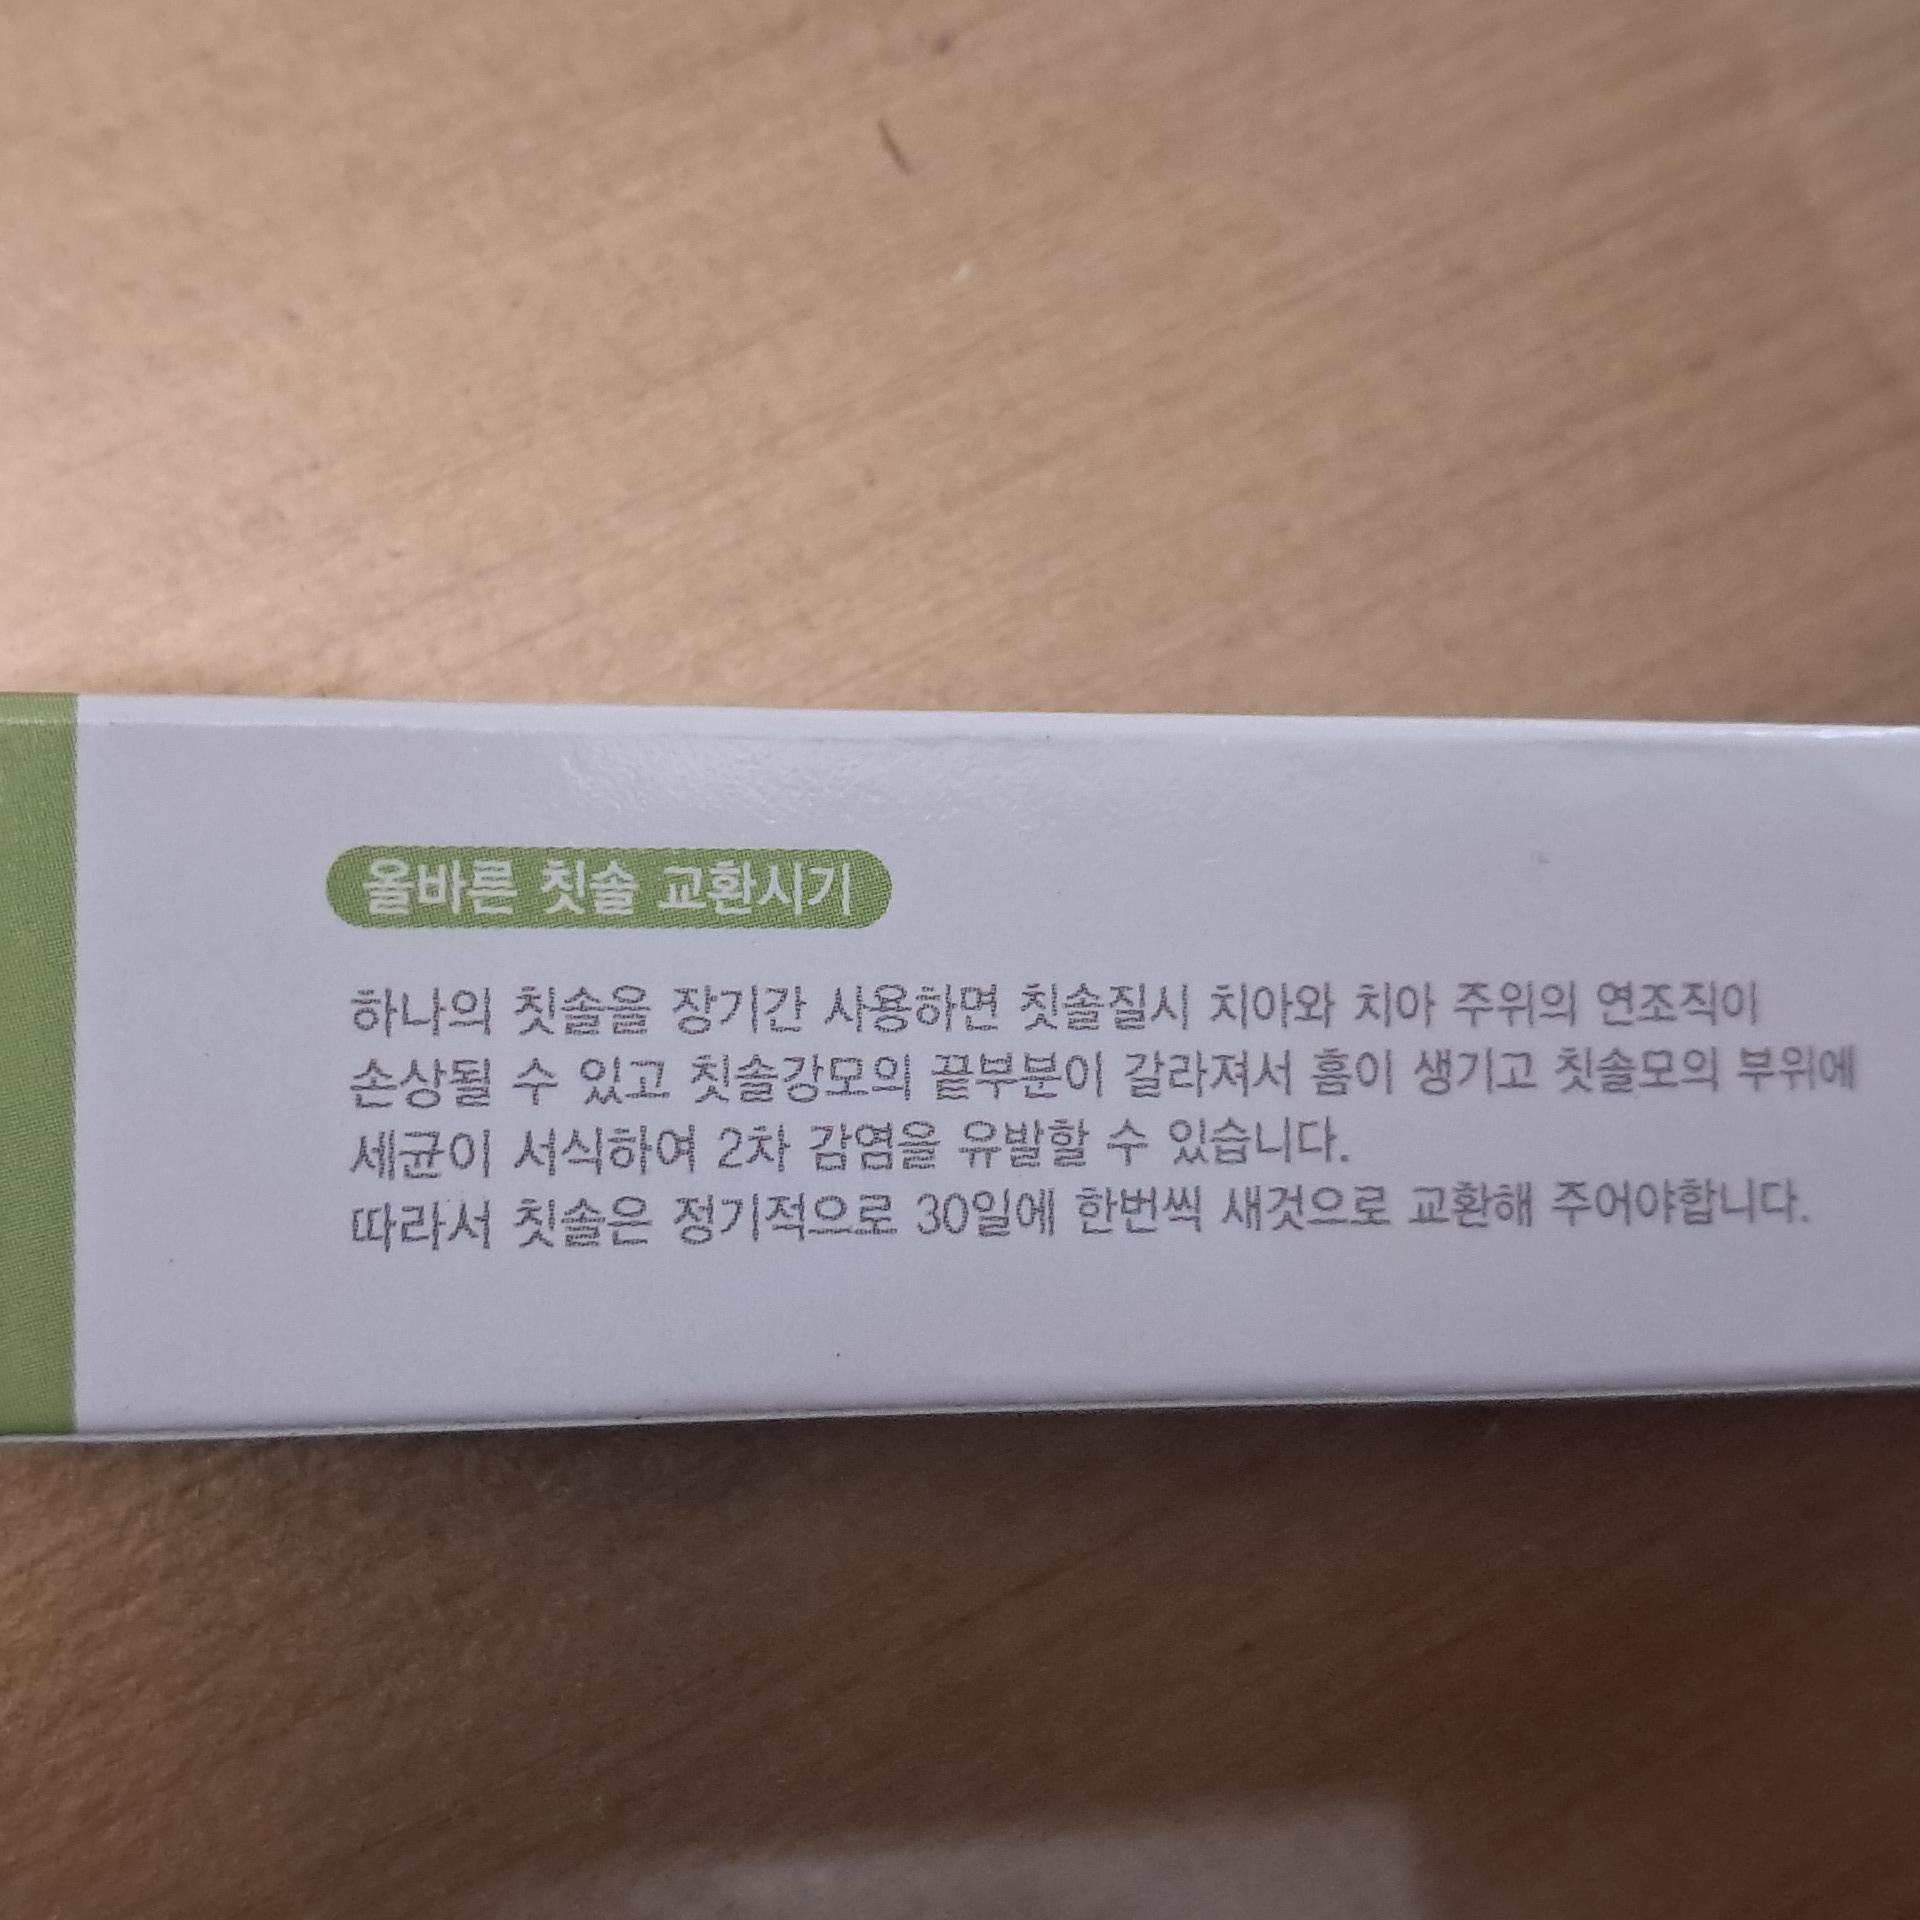 올바른 칫솔 교환시기
하나의 칫솔을 장기간 사용하면 칫솔질시 치아와 치아 주위의 연조직이
손상될 수 있고 칫솔강모의 끝부분이 갈라져서 홈이 생기고 칫솔모의 부위에
세균이 서식하여 2차 감염을 유발할 수 있습니다.
따라서 칫솔은 정기적으로 30일에 한번씩 새것으로 교환해 주어야합니다.